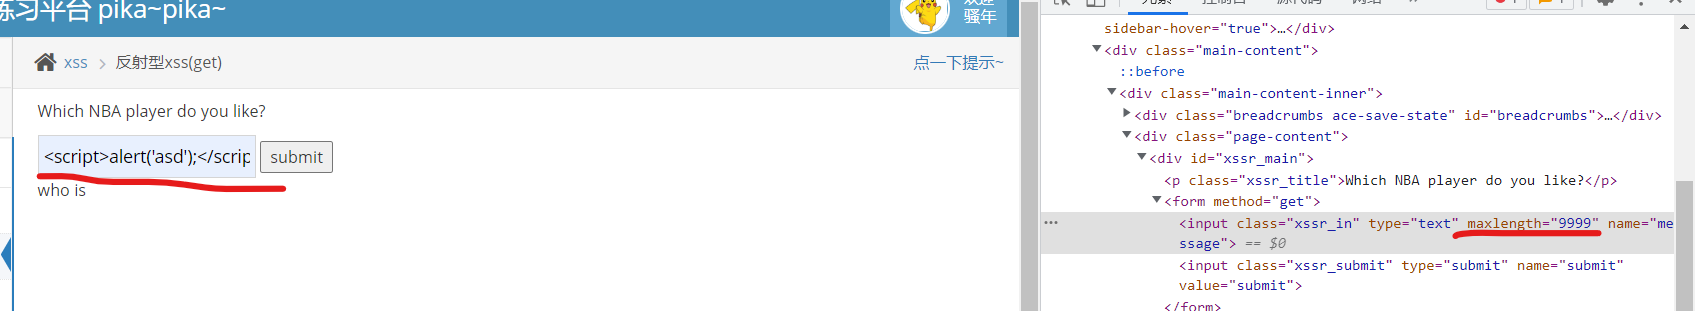 练习平台 pika~pika~
欢迎
骚年
xss > 反射型xss(get)
点一下提示~
Which NBA player do you like?
<script>alert('asd');</scrip
submit
who is
sidebar-hover="true">…</div>
<div class="main-content">
::before
<div class="main-content-inner">
<div class="breadcrumbs ace-save-state" id="breadcrumbs">…</div>
<div class="page-content">
<div id="xssr_main">
<p class="xssr_title">Which NBA player do you like?</p>
<form method="get">
<input class="xssr_in" type="text" maxlength="9999" name="me
ssage"> == $0
<input class="xssr_submit" type="submit" name="submit"
value="submit">
</form>